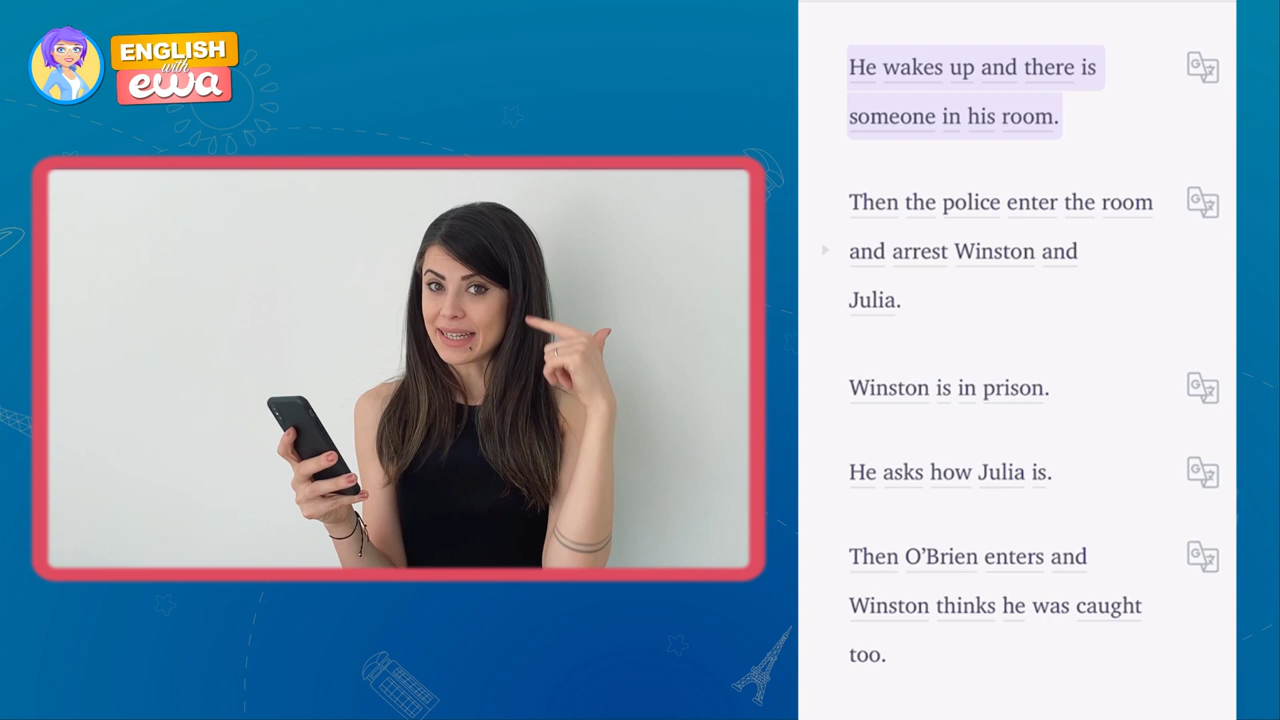 ENGLISH
with
ewa
He wakes up and there is
someone in his room.
Then the police enter the room
and arrest Winston and
Julia.
Winston is in prison.
He asks how Julia is.
Then O’Brien enters and
Winston thinks he was caught
too.